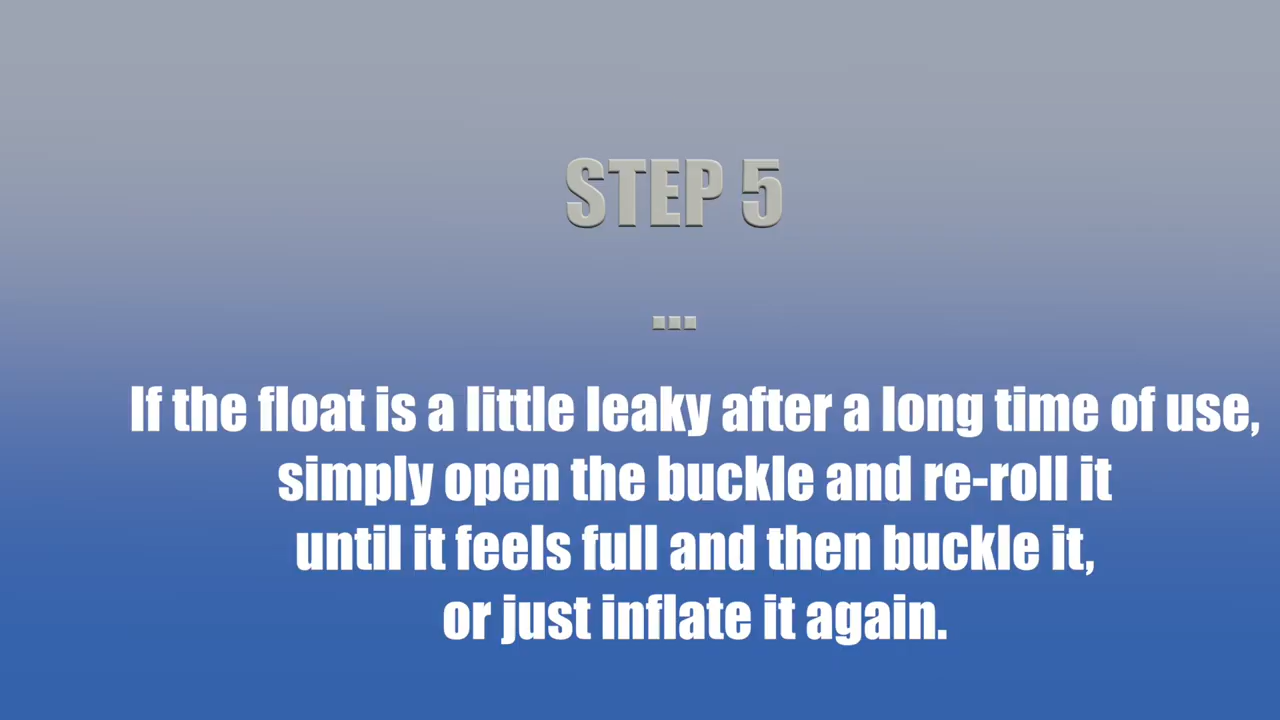 STEP 5
...
If the float is a little leaky after a long time of use,
simply open the buckle and re-roll it
until it feels full and then buckle it,
or just inflate it again.